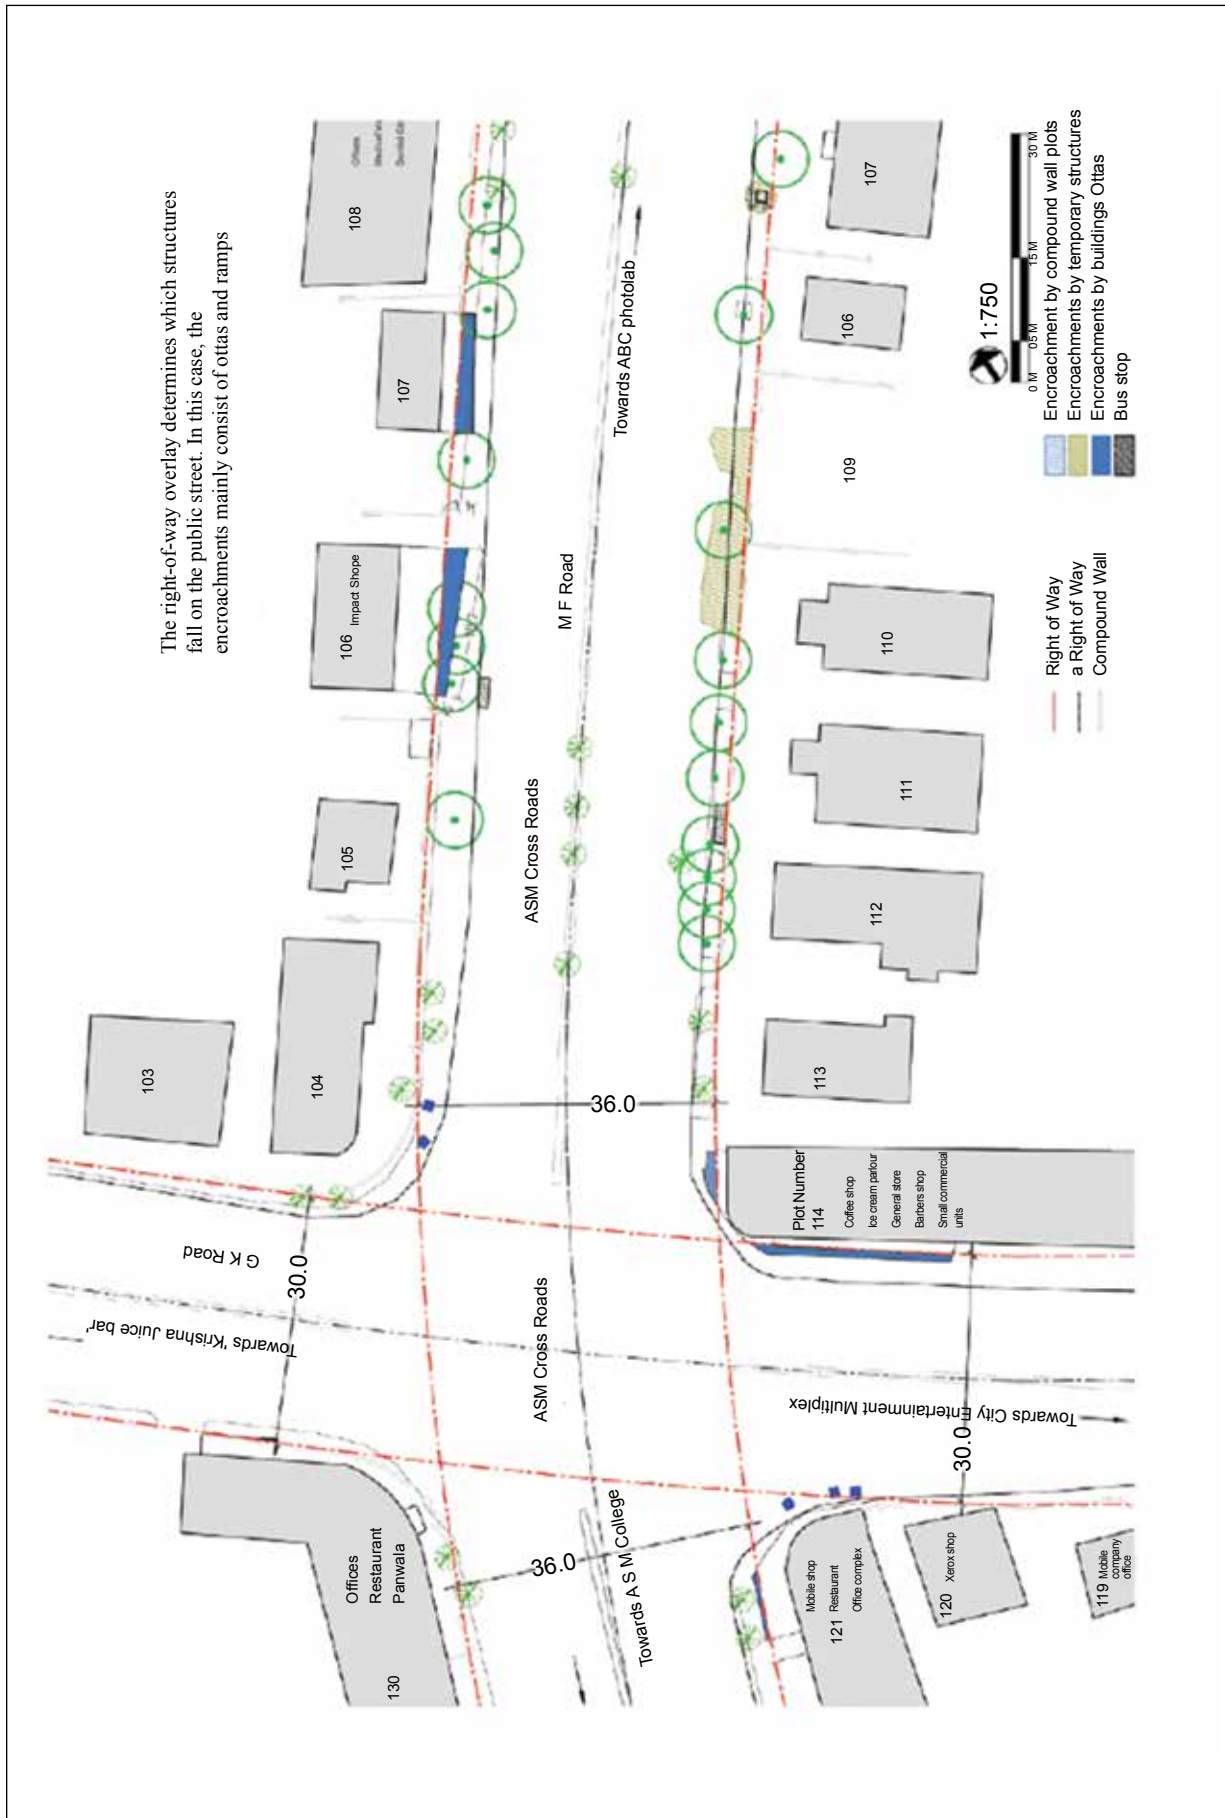 The right-of-way overlay determines which structures
fall on the public street. In this case, the
encroachments mainly consist of ottas and ramps
103
104
105
106 Impact Shope
107
108
Offices
G K Road
Towards 'Krishna Juice bar'
30.0
36.0
ASM Cross Roads
M F Road
Towards ABC photolab
ASM Cross Roads
Offices
Restaurant
Panwala
130
36.0
Towards A S M College
Towards City Entertainment Multiplex
30.0
Plot Number
114
Coffee shop
Ice cream parlour
General store
Barbers shop
Small commercial
units
113
112
111
110
109
106
107
Mobile shop
121 Restaurant
Office complex
120 Xerox shop
119 Mobile
company
office
1:750
0 M 05 M 15 M 30 M
Right of Way
a Right of Way
Compound Wall
Encroachment by compound wall plots
Encroachments by temporary structures
Encroachments by buildings Ottas
Bus stop